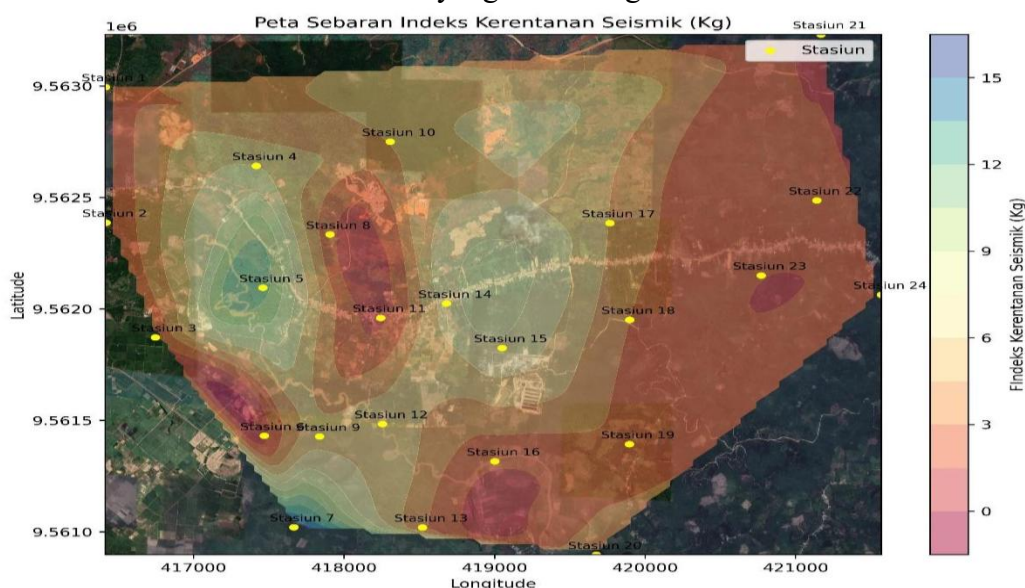 yang
Peta Sebaran Indeks Kerentanan Seismik (Kg)
1e6
Stasiun 21
Stasiun
Stasiun 1
9.5630
Stasiun 10
Stasiun 4
9.5625
Stasiun 22
Stasiun 2
Stasiun 17
Stasiun 8
Stasiun 23
Stasiun 5
Stasiun 24
Stasiun 14
9.5620
Stasiun 11
Stasiun 18
Stasiun 3
Stasiun 15
9.5615
Stasiun 12
Stasiun 6
Stasiun 9
Stasiun 19
Stasiun 16
Stasiun 7
Stasiun 13
9.5610
Stasiun 20
417000 418000 419000 420000 421000
Longitude
Latitude
15
12
9
6
3
0
FIndeks Kerentanan Seismik (Kg)